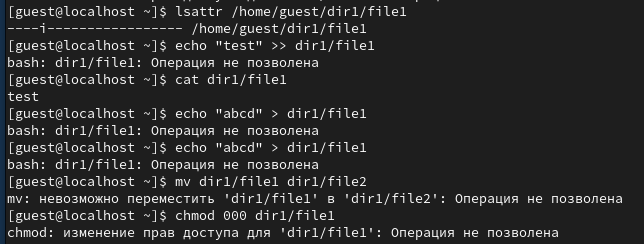 [guest@localhost ~]$ lsattr /home/guest/dir1/file1
----i----------------- /home/guest/dir1/file1
[guest@localhost ~]$ echo "test" >> dir1/file1
bash: dir1/file1: Операция не позволена
[guest@localhost ~]$ cat dir1/file1
test
[guest@localhost ~]$ echo "abcd" > dir1/file1
bash: dir1/file1: Операция не позволена
[guest@localhost ~]$ echo "abcd" > dir1/file1
bash: dir1/file1: Операция не позволена
[guest@localhost ~]$ mv dir1/file1 dir1/file2
mv: невозможно переместить 'dir1/file1' в 'dir1/file2': Операция не позволена
[guest@localhost ~]$ chmod 000 dir1/file1
chmod: изменение прав доступа для 'dir1/file1': Операция не позволена